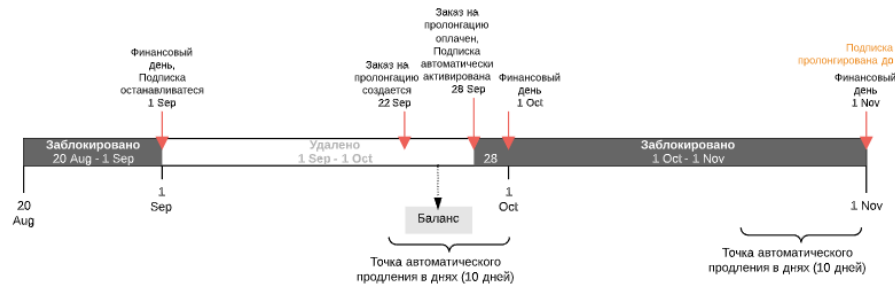 Финансовый
день,
Подписка
останавливатеся
1 Sep
Заказ на
пролонгацию
создается
22 Sep
Заказ на
пролонгацию
оплачен,
Подписка
автоматически
активирована
28 Sep
Финансовый
день
1 Oct
Подписка
пролонгирована до
Финансовый
день
1 Nov
Заблокировано
20 Aug - 1 Sep
Удалено
1 Sep - 1 Oct
28
Заблокировано
1 Oct - 1 Nov
20
Aug
1
Sep
1
Oct
1 Nov
Баланс
Точка автоматического
продления в днях (10 дней)
Точка автоматического
продления в днях (10 дней)